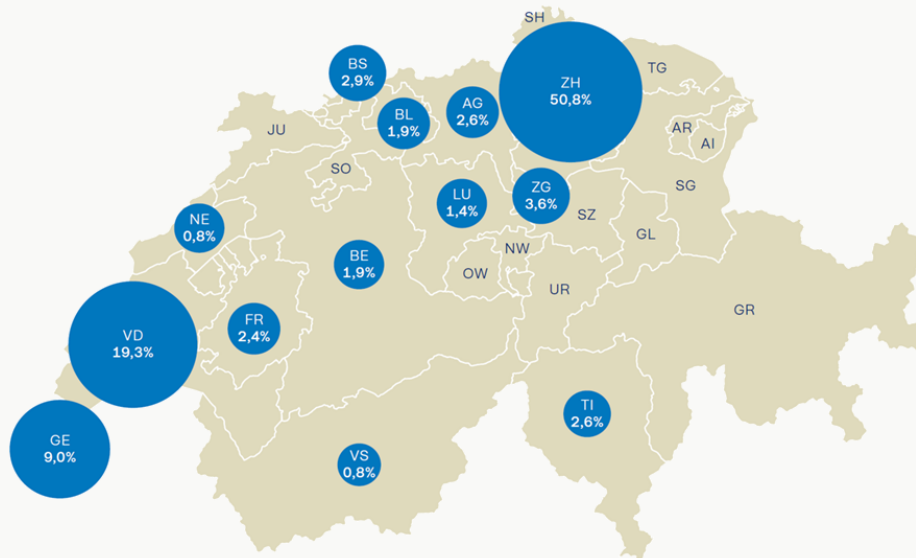 SH
BS
2,9%
ZH
50,8%
TG
BL
1,9%
AG
2,6%
JU
AR
AI
SO
LU
1,4%
ZG
3,6%
SG
SZ
NE
0,8%
GL
NW
BE
1,9%
OW
UR
GR
FR
2,4%
VD
19,3%
TI
2,6%
GE
9,0%
VS
0,8%